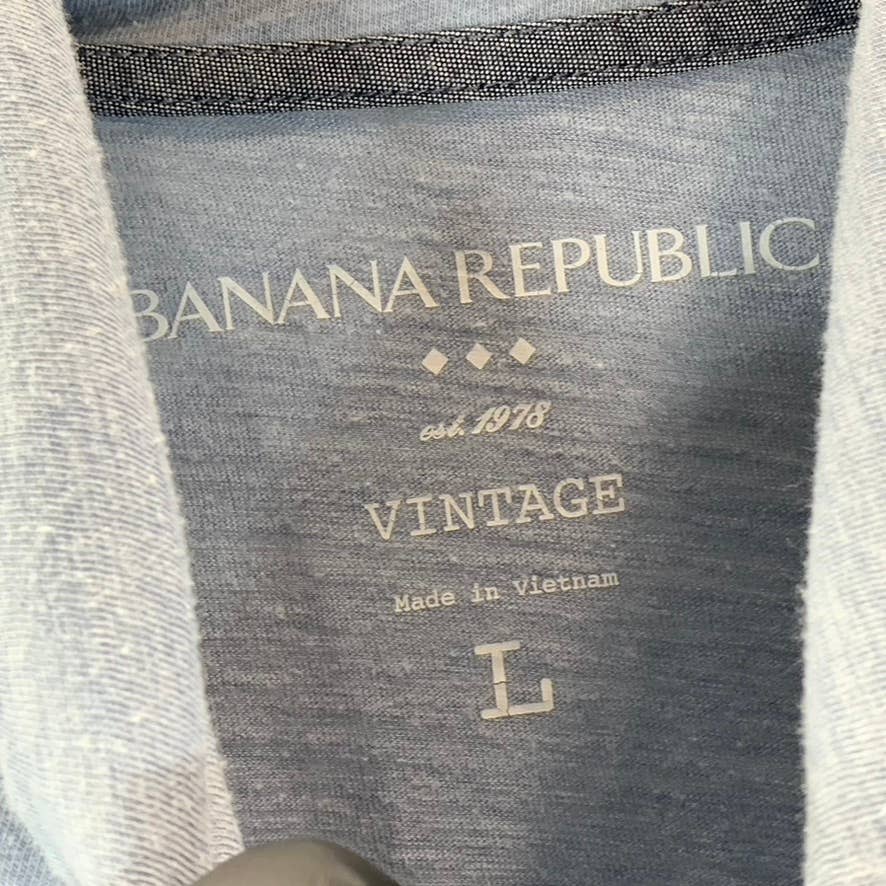 BANANA REPUBLIC
est. 1978
VINTAGE
Made in Vietnam
L